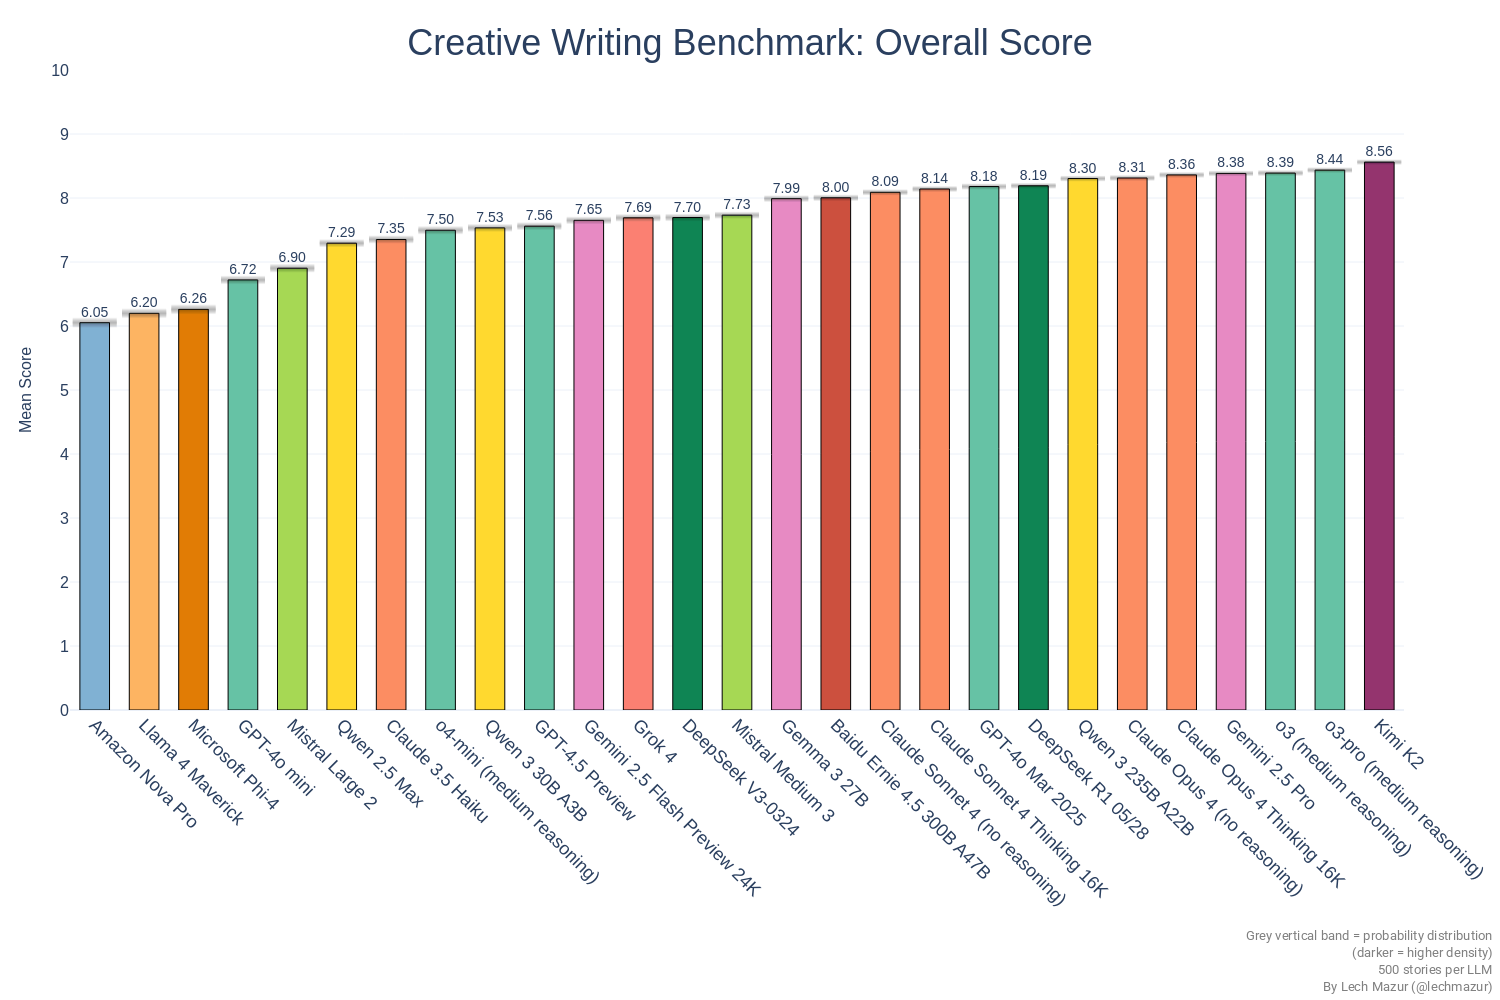 Creative Writing Benchmark: Overall Score
Mean Score
10
9
8
7
6
5
4
3
2
1
0
6.05
6.20
6.26
6.72
6.90
7.29
7.35
7.50
7.53
7.56
7.65
7.69
7.70
7.73
7.99
8.00
8.09
8.14
8.18
8.19
8.30
8.31
8.36
8.38
8.39
8.44
8.56
Amazon Nova Pro
Llama 4 Maverick
Microsoft Phi-4
GPT-4o mini
Mistral Large 2
Qwen 2.5 Max
Claude 3.5 Haiku
o4-mini (medium reasoning)
Qwen 3 30B A3B
GPT-4.5 Preview
Gemini 2.5 Flash Preview 24K
Grok 4
DeepSeek V3-0324
Mistral Medium 3
Gemma 3 27B
Baidu Ernie 4.5 300B A47B
Claude Sonnet 4 (no reasoning)
Claude Sonnet 4 Thinking 16K
GPT-4o Mar 2025
DeepSeek R1 05/28
Qwen 3 235B A22B
Claude Opus 4 (no reasoning)
Claude Opus 4 Thinking 16K
Gemini 2.5 Pro
o3 (medium reasoning)
o3-pro (medium reasoning)
Kimi K2
Grey vertical band = probability distribution
(darker = higher density)
500 stories per LLM
By Lech Mazur (@lechmazur)